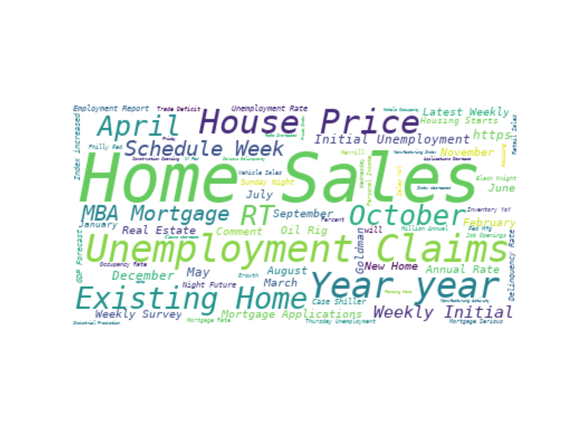 Employment Report
Trade Deficit
Unemployment Rate
Latest Weekly
House Price
April
Housing Starts
Index increased
Retail Sales
Initial Unemployment
https
Philly Fed
Schedule Week
November
Home Sales
Black Knight
Vehicle Sales
Sunday Night
Personal Income
June
July
MBA Mortgage
RT
September
October
Inventory YoY
Percent
February
January
Real Estate
Comment
Oil Rig
will
Million Annual
Fed Mfg
Job Openings
Unemployment Claims
GDP Forecast
Goldman
Delinquency Rate
Occupancy Rate
New Home
Annual Rate
December
May
Growth
August
Year year
Night Future
March
Existing Home
Case Shiller
Weekly Survey
Mortgage Applications
Weekly Initial
Industrial Production
Mortgage Rate
Thursday Unemployment
Mortgage Serious